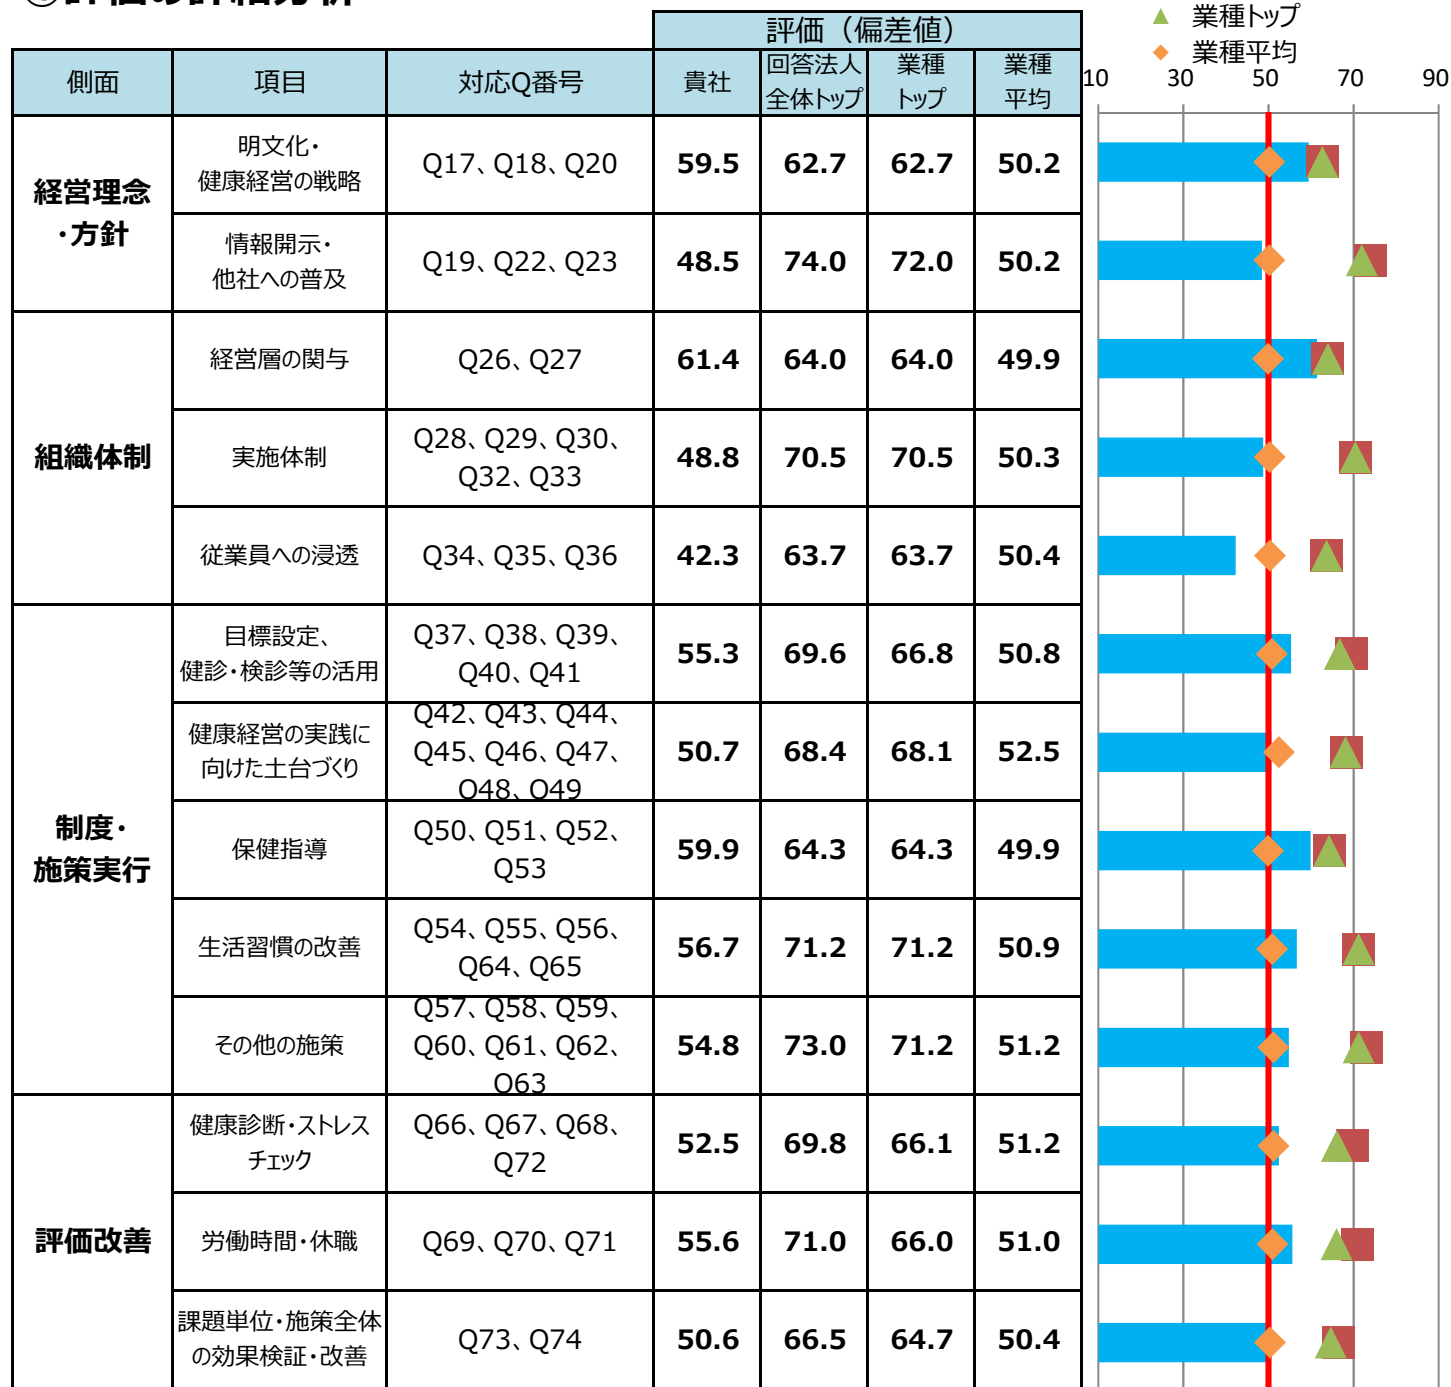 ①評価の詳細分析
▲ 業種トップ
◆ 業種平均
評価（偏差値）
側面 項目 対応Q番号 貴社 回答法人全体トップ 業種トップ 業種平均
10 30 50 70 90
経営理念・方針
明文化・健康経営の戦略 Q17、Q18、Q20 59.5 62.7 62.7 50.2
情報開示・他社への普及 Q19、Q22、Q23 48.5 74.0 72.0 50.2
組織体制
経営層の関与 Q26、Q27 61.4 64.0 64.0 49.9
実施体制 Q28、Q29、Q30、Q32、Q33 48.8 70.5 70.5 50.3
従業員への浸透 Q34、Q35、Q36 42.3 63.7 63.7 50.4
制度・施策実行
目標設定、健診・検診等の活用 Q37、Q38、Q39、Q40、Q41 55.3 69.6 66.8 50.8
健康経営の実践に向けた土台づくり Q42、Q43、Q44、Q45、Q46、Q47、Q48、Q49 50.7 68.4 68.1 52.5
保健指導 Q50、Q51、Q52、Q53 59.9 64.3 64.3 49.9
生活習慣の改善 Q54、Q55、Q56、Q64、Q65 56.7 71.2 71.2 50.9
その他の施策 Q57、Q58、Q59、Q60、Q61、Q62、Q63 54.8 73.0 71.2 51.2
評価改善
健康診断・ストレスチェック Q66、Q67、Q68、Q72 52.5 69.8 66.1 51.2
労働時間・休職 Q69、Q70、Q71 55.6 71.0 66.0 51.0
課題単位・施策全体の効果検証・改善 Q73、Q74 50.6 66.5 64.7 50.4